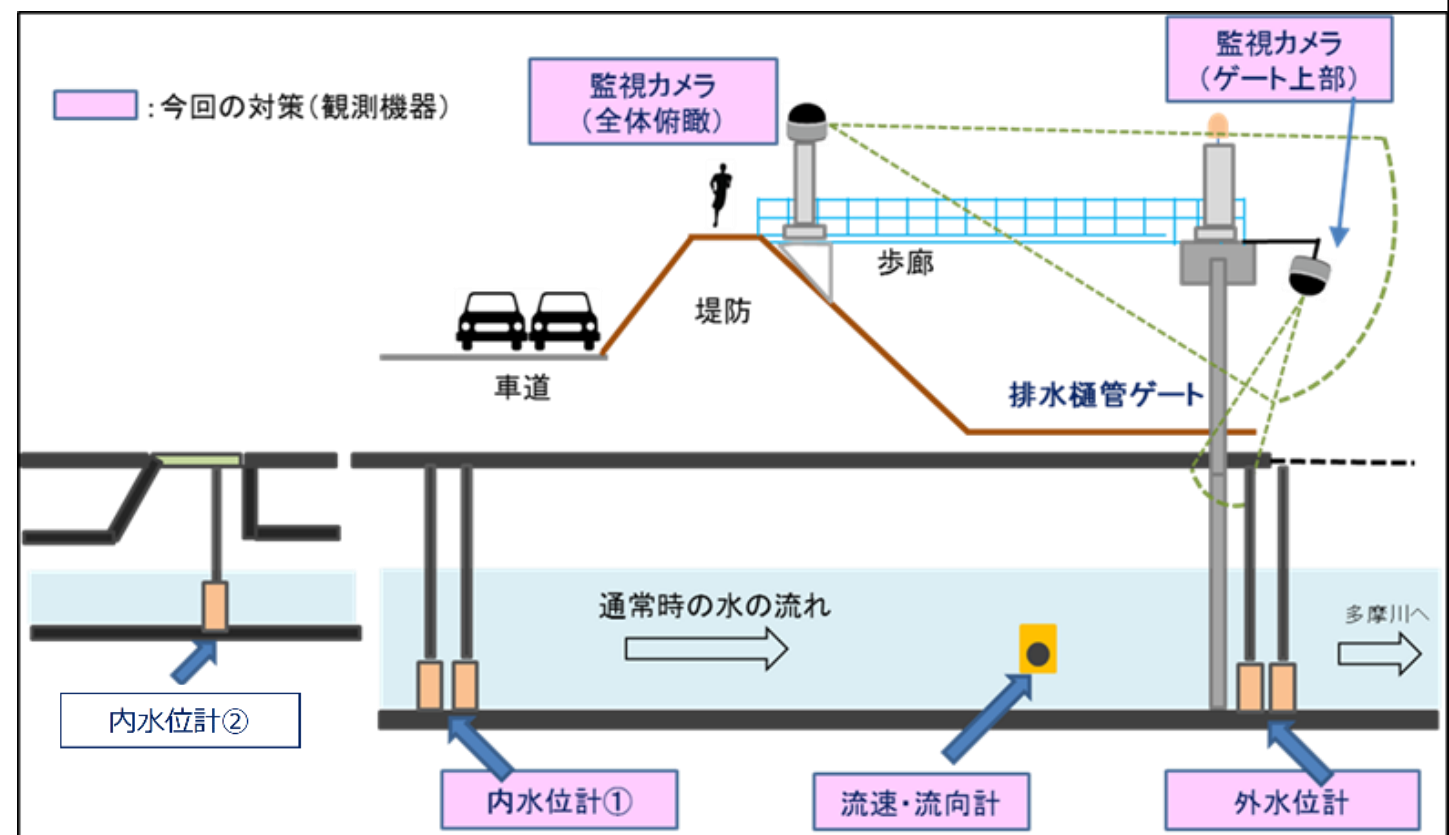 監視カメラ
(ゲート上部)
監視カメラ
(全体俯瞰)
:今回の対策(観測機器)
歩廊
堤防
車道
排水樋管ゲート
通常時の水の流れ
多摩川へ
内水位計②
内水位計①
流速・流向計
外水位計